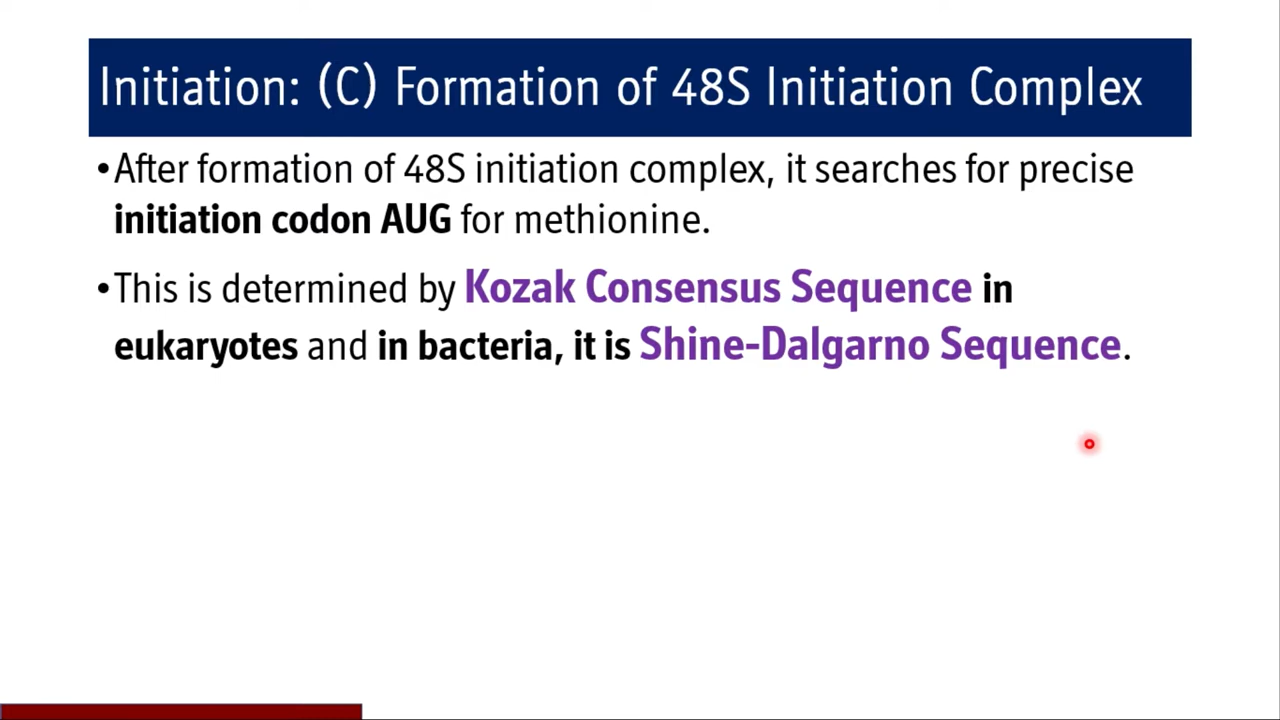 Initiation: (C) Formation of 48S Initiation Complex
•After formation of 48S initiation complex, it searches for precise
initiation codon AUG for methionine.
•This is determined by Kozak Consensus Sequence in
eukaryotes and in bacteria, it is Shine-Dalgarno Sequence.